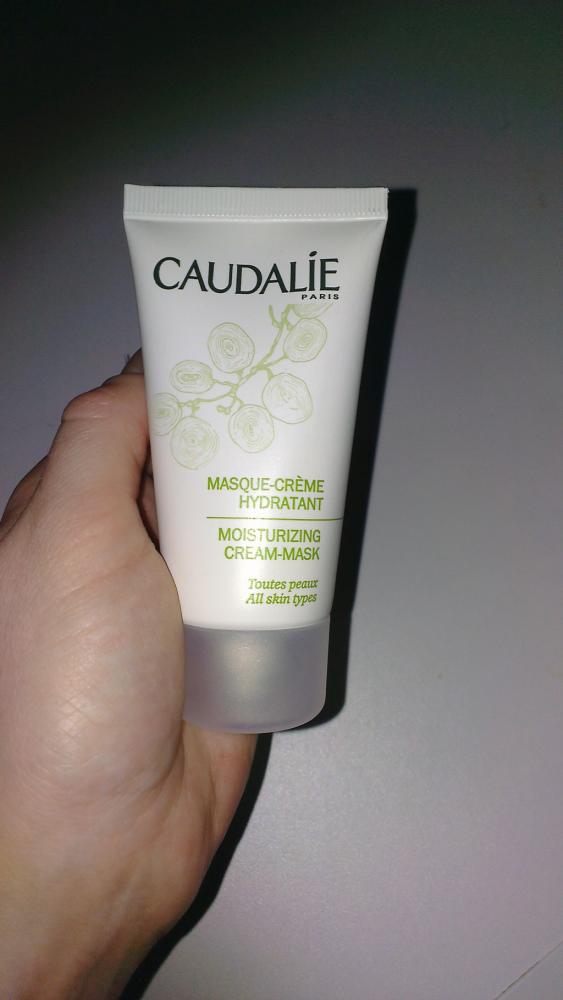 CAUDALÍE
PARIS
MASQUE-CRÈME
HYDRATANT
MOISTURIZING
CREAM-MASK
Toutes peaux
All skin types